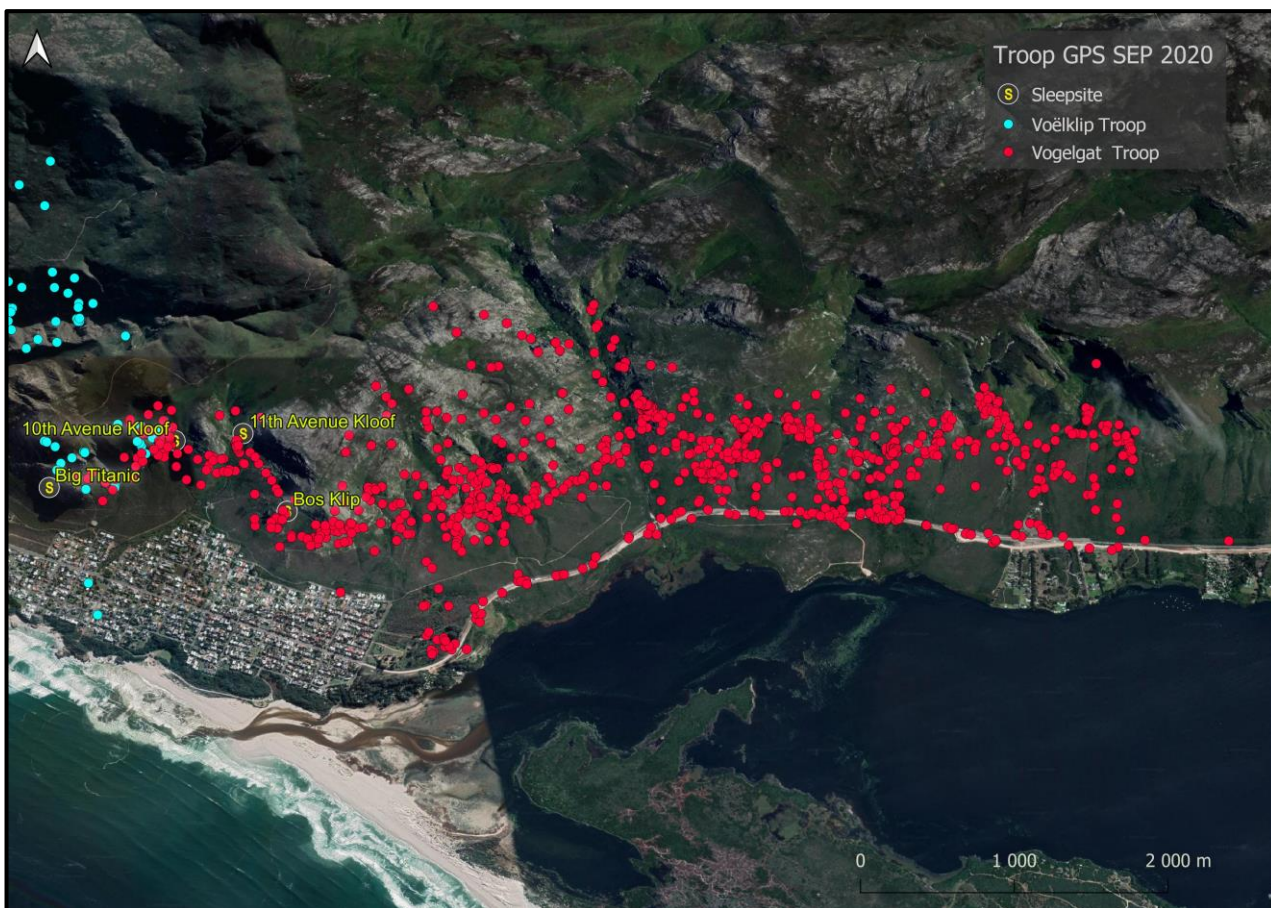 Troop GPS SEP 2020
S Sleepsite
Voëlklip Troop
Vogelgat Troop
10th Avenue Kloof
S
S
11th Avenue Kloof
Big Titanic
S
Bos Klip
S
0
1 000
2 000 m